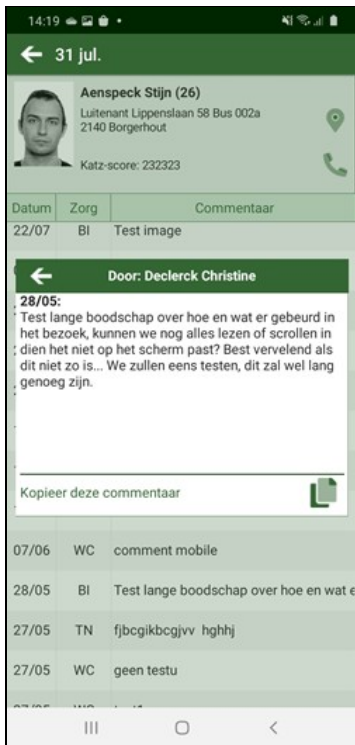 14:19
31 jul.
Aenspeck Stijn (26)
Luitenant Lippenslaan 58 Bus 002a
2140 Borgerhout
Katz-score: 232323
Datum Zorg Commentaar
22/07 BI Test image
Door: Declerck Christine
28/05:
Test lange boodschap over hoe en wat er gebeurd in
het bezoek, kunnen we nog alles lezen of scrollen in
dien het niet op het scherm past? Best vervelend als
dit niet zo is... We zullen eens testen, dit zal wel lang
genoeg zijn.
Kopieer deze commentaar
07/06 WC comment mobile
28/05 BI Test lange boodschap over hoe en wat e
27/05 TN fjbcgikbcgjvv hghhj
27/05 WC geen testu